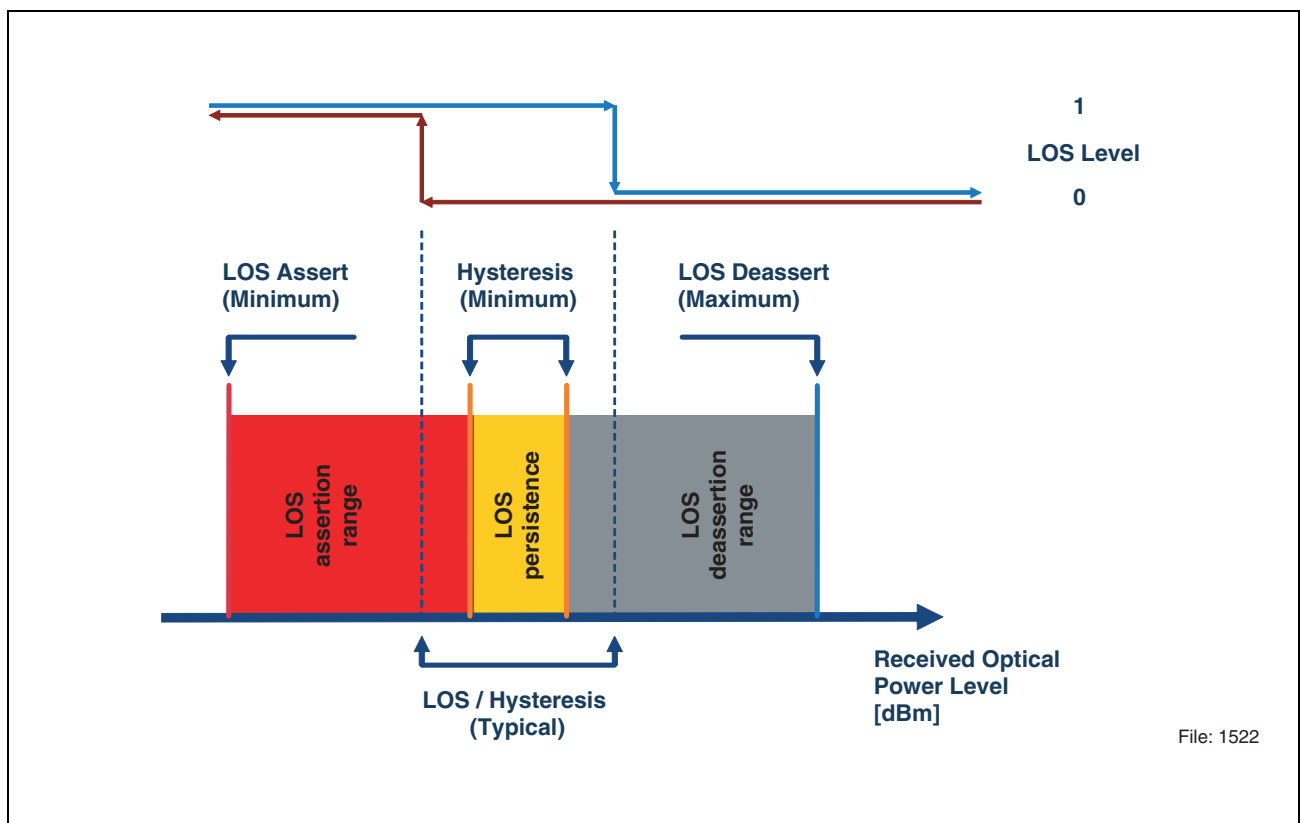 1
LOS Level
0
LOS Assert
(Minimum)
Hysteresis
(Minimum)
LOS Deassert
(Maximum)
LOS
assertion
range
LOS
persistence
LOS
deassertion
range
LOS / Hysteresis
(Typical)
Received Optical
Power Level
[dBm]
File: 1522